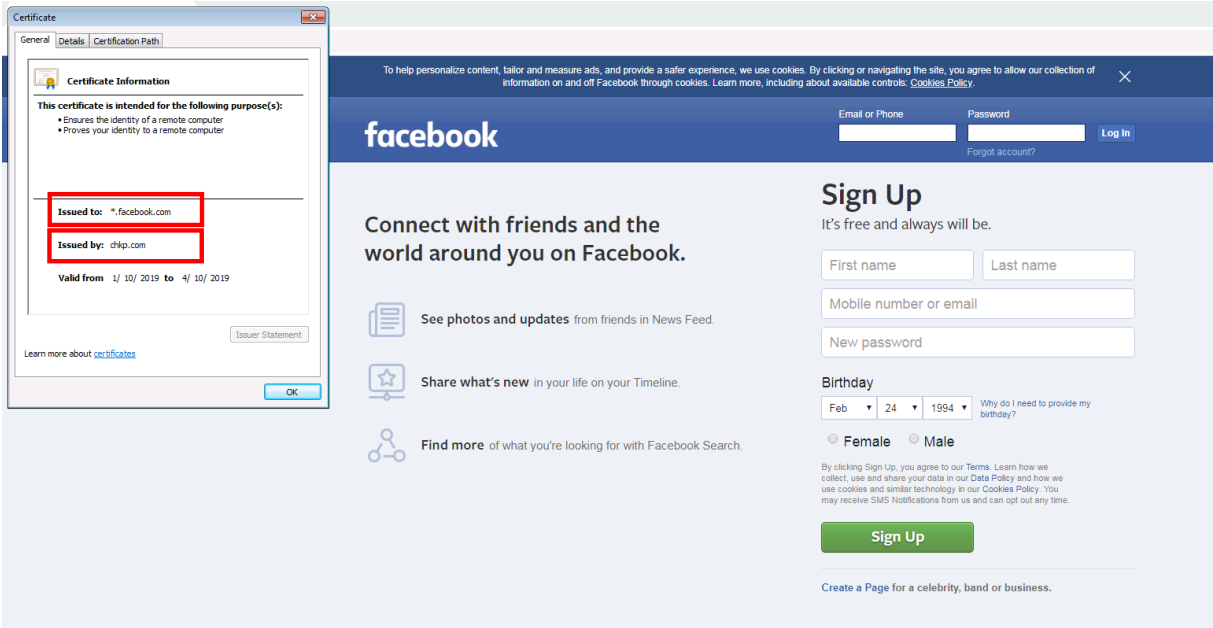 Certificate
General Details Certification Path
Certificate Information
This certificate is intended for the following purpose(s):
• Ensures the identity of a remote computer
• Proves your identity to a remote computer
Issued to: *.facebook.com
Issued by: chkp.com
Valid from 1/ 10/ 2019 to 4/ 10/ 2019
Issuer Statement
Learn more about certificates
OK
To help personalize content, tailor and measure ads, and provide a safer experience, we use cookies. By clicking or navigating the site, you agree to allow our collection of
information on and off Facebook through cookies. Learn more, including about available controls: Cookies Policy.
facebook
Email or Phone
Password
Log In
Forgot account?
Connect with friends and the
world around you on Facebook.
See photos and updates from friends in News Feed.
Share what's new in your life on your Timeline.
Find more of what you're looking for with Facebook Search.
Sign Up
It's free and always will be.
First name
Last name
Mobile number or email
New password
Birthday
Feb 24 1994
Why do I need to provide my
birthday?
Female Male
By clicking Sign Up, you agree to our Terms. Learn how we
collect, use and share your data in our Data Policy and how we
use cookies and similar technology in our Cookies Policy. You
may receive SMS Notifications from us and can opt out any time.
Sign Up
Create a Page for a celebrity, band or business.